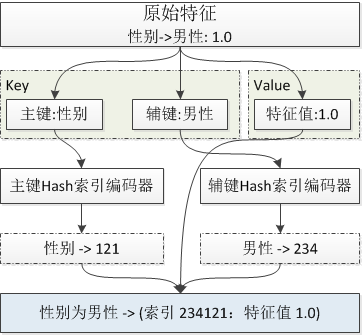 原始特征
性别->男性: 1.0
Key
Value
主键:性别
辅键:男性
特征值:1.0
主键Hash索引编码器
辅键Hash索引编码器
性别 -> 121
男性 -> 234
性别为男性 -> (索引 234121：特征值 1.0)